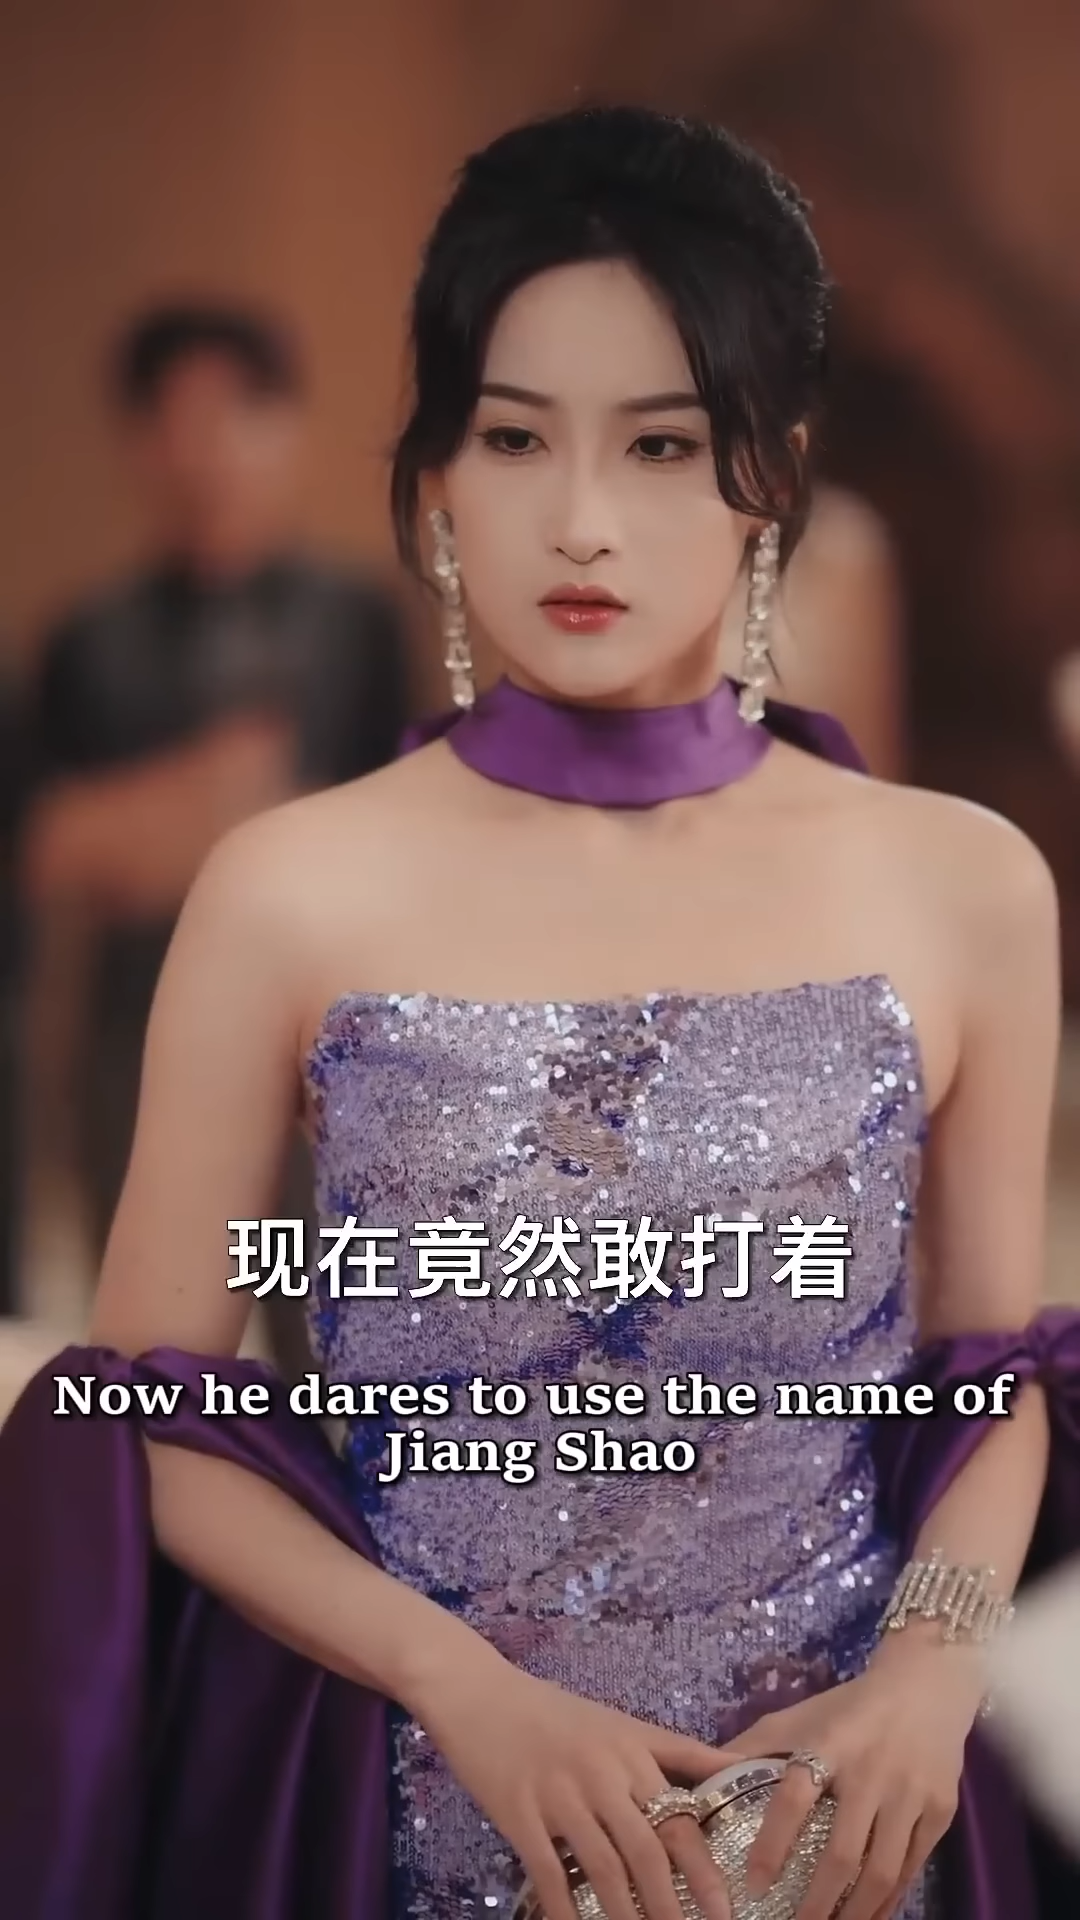 现在竟然敢打着
Now he dares to use the name of
Jiang Shao